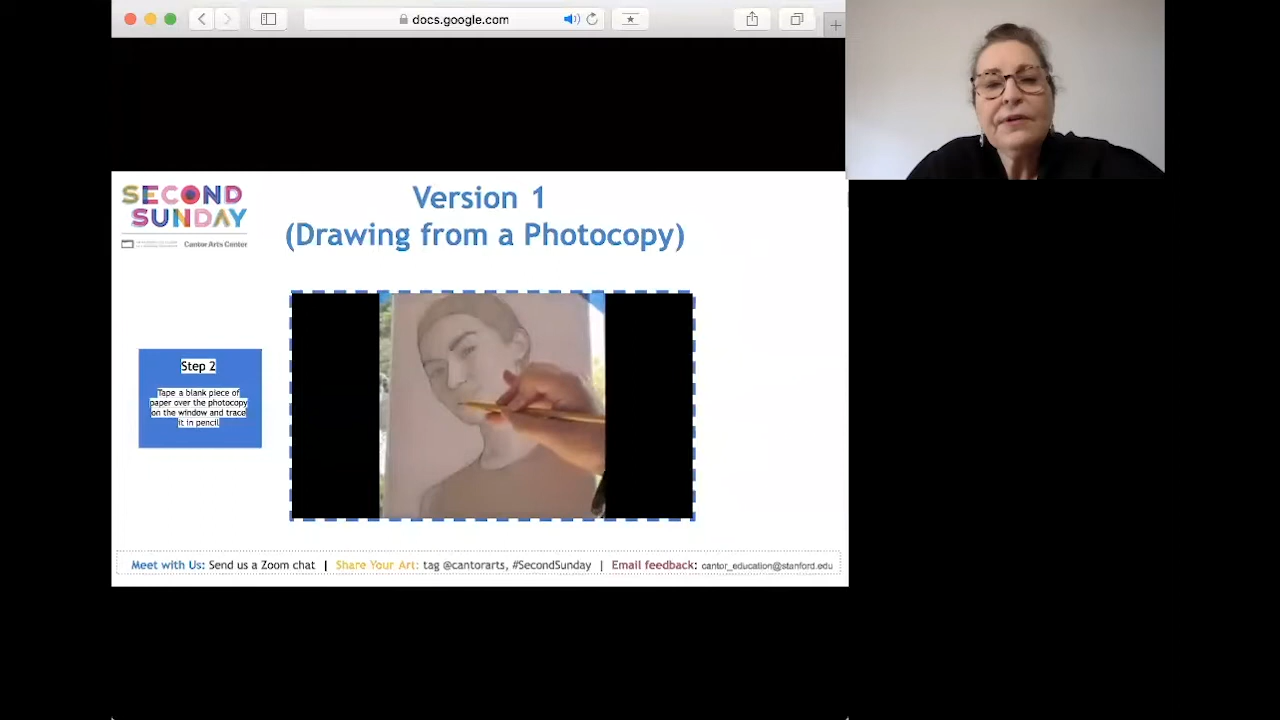 docs.google.com
SECOND
SUNDAY
Cantor Arts Center
Version 1
(Drawing from a Photocopy)
Step 2
Tape a blank piece of
paper over the photocopy
on the window and trace
it in pencil
Meet with Us: Send us a Zoom chat | Share Your Art: tag @cantorarts, #SecondSunday | Email feedback: cantor_education@stanford.edu